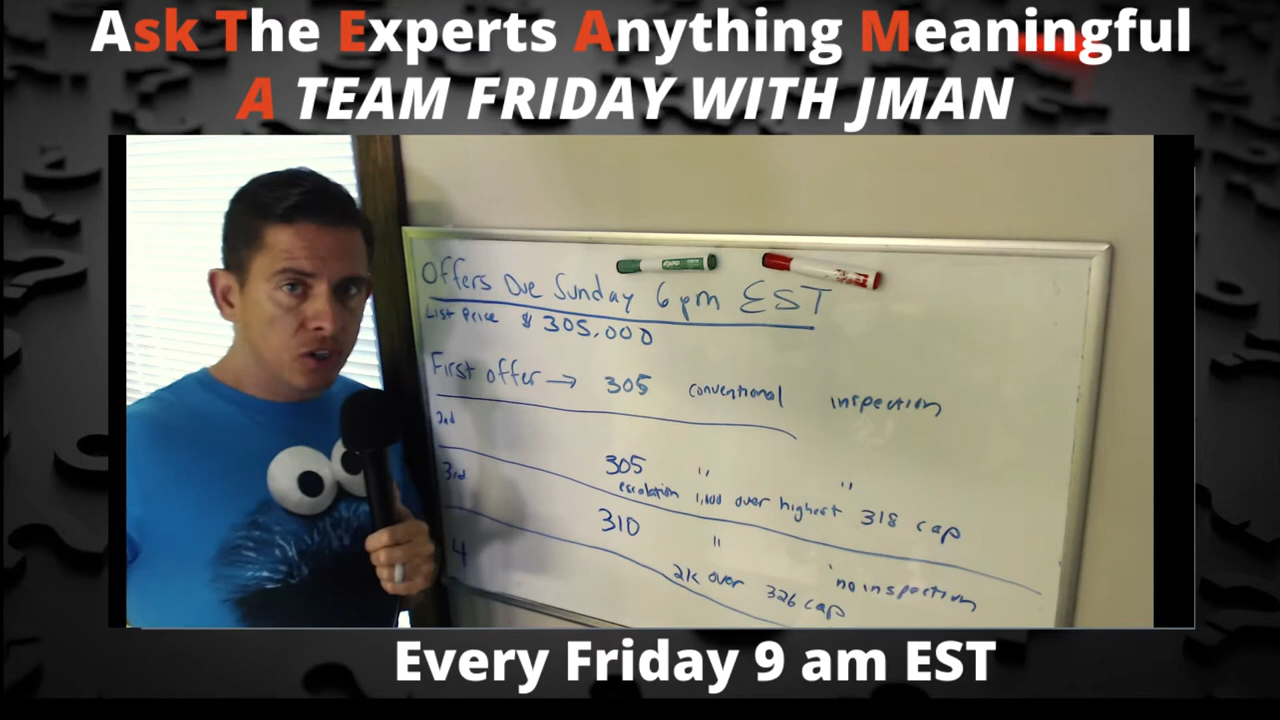 Ask The Experts Anything Meaningful
A TEAM FRIDAY WITH JMAN
EXPO
Offers Due Sunday 6pm EST
List Price $305,000
First offer → 305 conventional inspection
2nd
305 " "
escalation 1,000 over highest 318 cap
3rd
310 " no inspection
2K over 326 cap
4
Every Friday 9 am EST